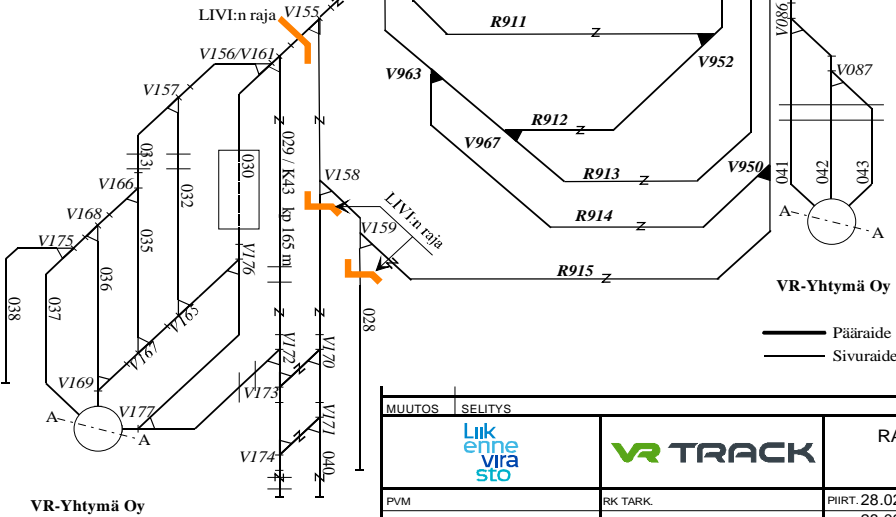 LIVI:n raja
V155
R911
V086
V156/V161
V963
V952
V087
V157
R912
V967
033
030
029 / K43 kp 165 m
V158
R913
V950
041
042
043
V166
032
LIVI:n raja
R914
A
A
V168
V159
V175
035
V176
R915
VR-Yhtymä Oy
036
038
037
V165
028
Pääraide
V167
V172
V170
Sivuraide
V169
V173
A
V177
A
V171
V174
040
VR-Yhtymä Oy
MUUTOS SELITYS
Liikennevirasto
VR TRACK
RA
PVM
RK TARK.
PIIRT. 28.02